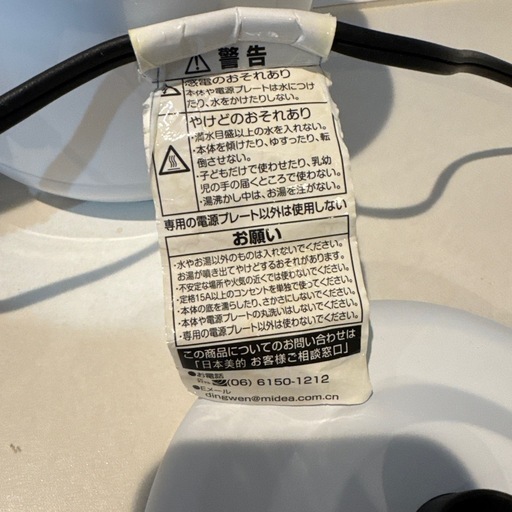 警告
感電のおそれあり
本体や電源プレートは水につけ
たり、水をかけたりしない。
やけどのおそれあり
・満水目盛以上の水を入れない。
・本体を傾けたり、ゆすったり、転
倒させない。
・子どもだけで使わせたり、乳幼
児の手の届くところで使わない。
・湯沸かし中は、お湯を注がない。
専用の電源プレート以外は使用しない
お願い
・水やお湯以外のものは入れないでください。
お湯が噴き出てやけどするおそれがあります。
・不安定な場所や火気の近くでは使わないでください。
・定格15A以上のコンセントを単独で使ってください。
・本体の底を濡らしたり、さかさにしないでください。
・本体や電源プレートの丸洗いはしないでください。
・専用の電源プレート以外は使わないでください。
この商品についてのお問い合わせは
「日本美的 お客様ご相談窓口」
●お電話
(06) 6150-1212
●Eメール
dingwen@midea.com.cn